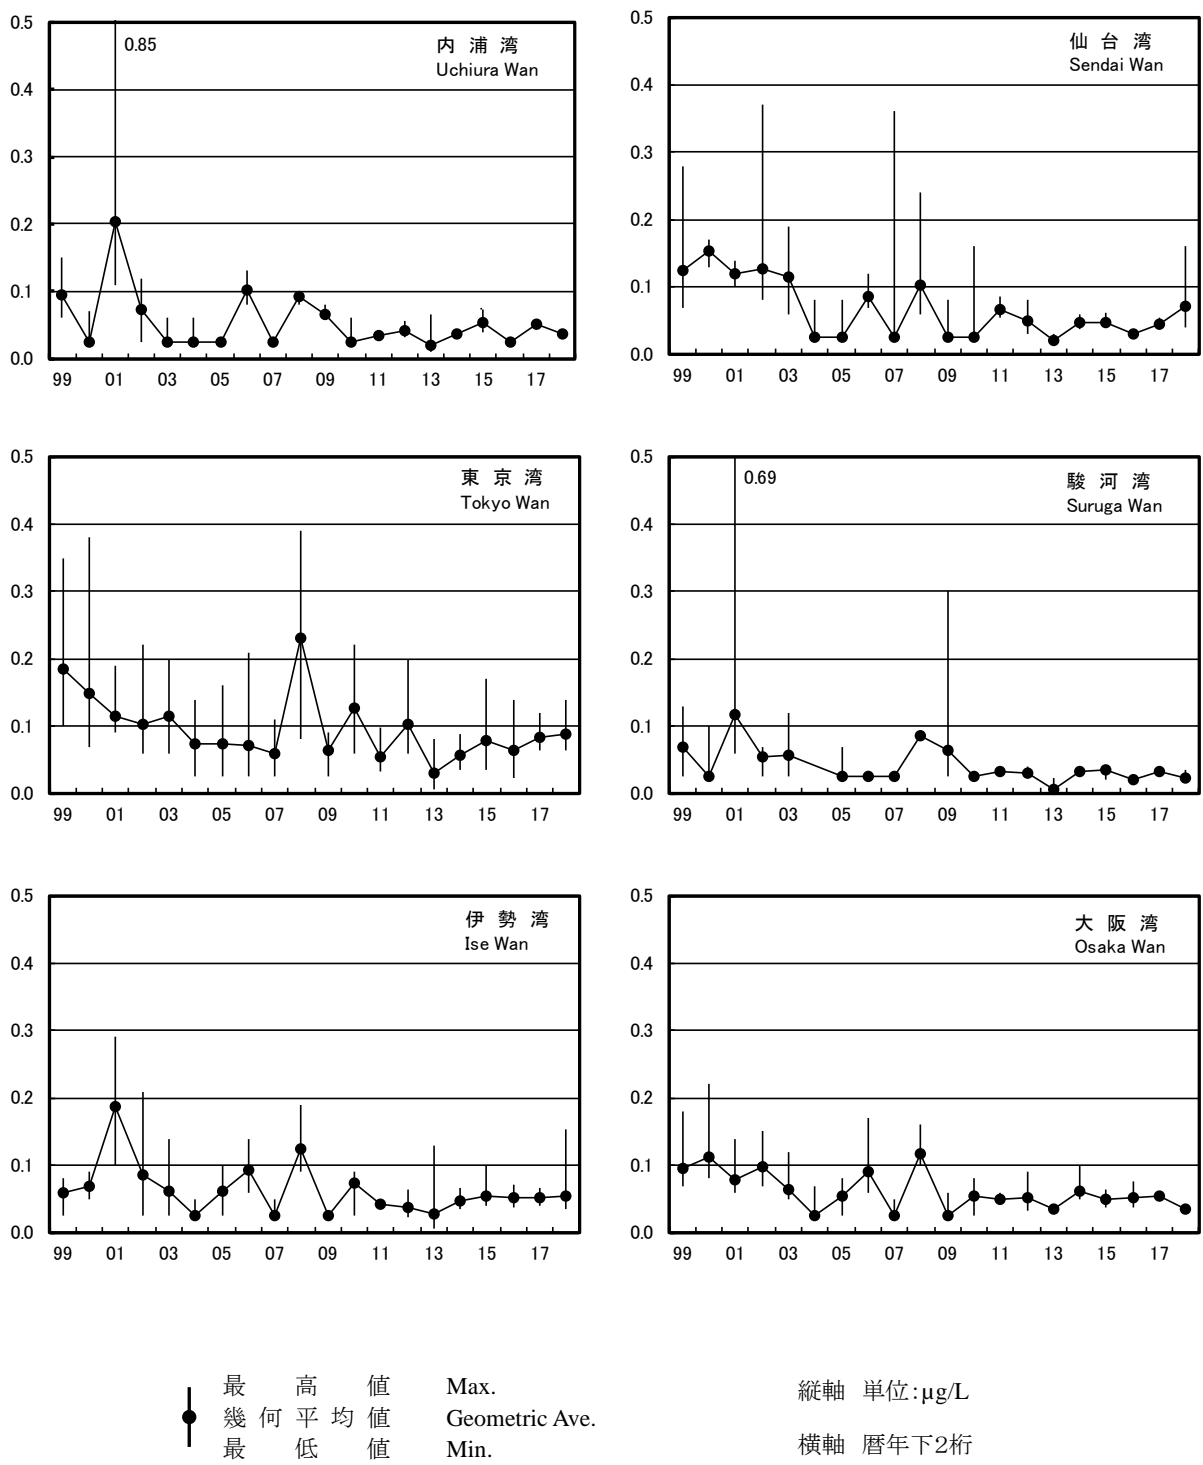 0.5
0.4
0.3
0.2
0.1
0.0
0.85
内 浦 湾
Uchiura Wan
99 01 03 05 07 09 11 13 15 17
0.5
0.4
0.3
0.2
0.1
0.0
仙 台 湾
Sendai Wan
99 01 03 05 07 09 11 13 15 17
0.5
0.4
0.3
0.2
0.1
0.0
東 京 湾
Tokyo Wan
99 01 03 05 07 09 11 13 15 17
0.5
0.4
0.3
0.2
0.1
0.0
0.69
駿 河 湾
Suruga Wan
99 01 03 05 07 09 11 13 15 17
0.5
0.4
0.3
0.2
0.1
0.0
伊 勢 湾
Ise Wan
99 01 03 05 07 09 11 13 15 17
0.5
0.4
0.3
0.2
0.1
0.0
大 阪 湾
Osaka Wan
99 01 03 05 07 09 11 13 15 17
最 高 値 Max.
幾 何 平 均 値 Geometric Ave.
最 低 値 Min.
縦軸 単位:µg/L
横軸 暦年下2桁